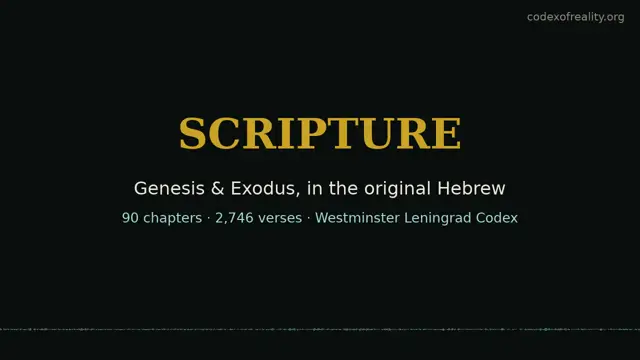 codexofreality.org
SCRIPTURE
Genesis & Exodus, in the original Hebrew
90 chapters · 2,746 verses · Westminster Leningrad Codex